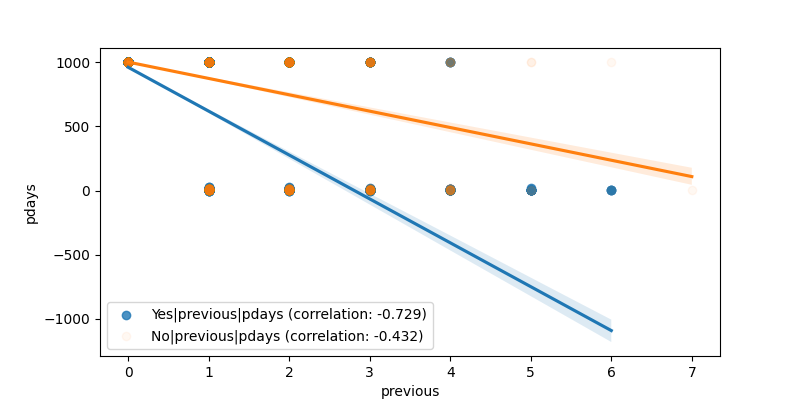 1000
500
0
−500
−1000
pdays
Yes|previous|pdays (correlation: -0.729)
No|previous|pdays (correlation: -0.432)
0 1 2 3 4 5 6 7
previous